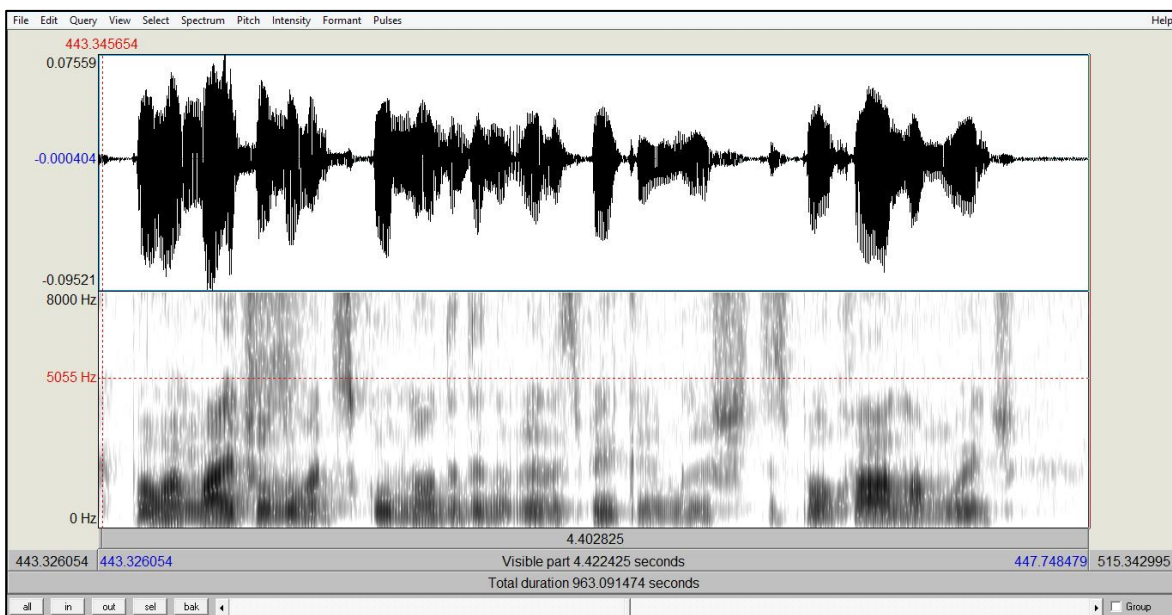 File Edit Query View Select Spectrum Pitch Intensity Formant Pulses Help
443.345654
0.07559
-0.000404
-0.09521
8000 Hz
5055 Hz
0 Hz
4.402825
443.326054 443.326054 Visible part 4.422425 seconds 447.748479 515.342995
Total duration 963.091474 seconds
all in out sel bak Group